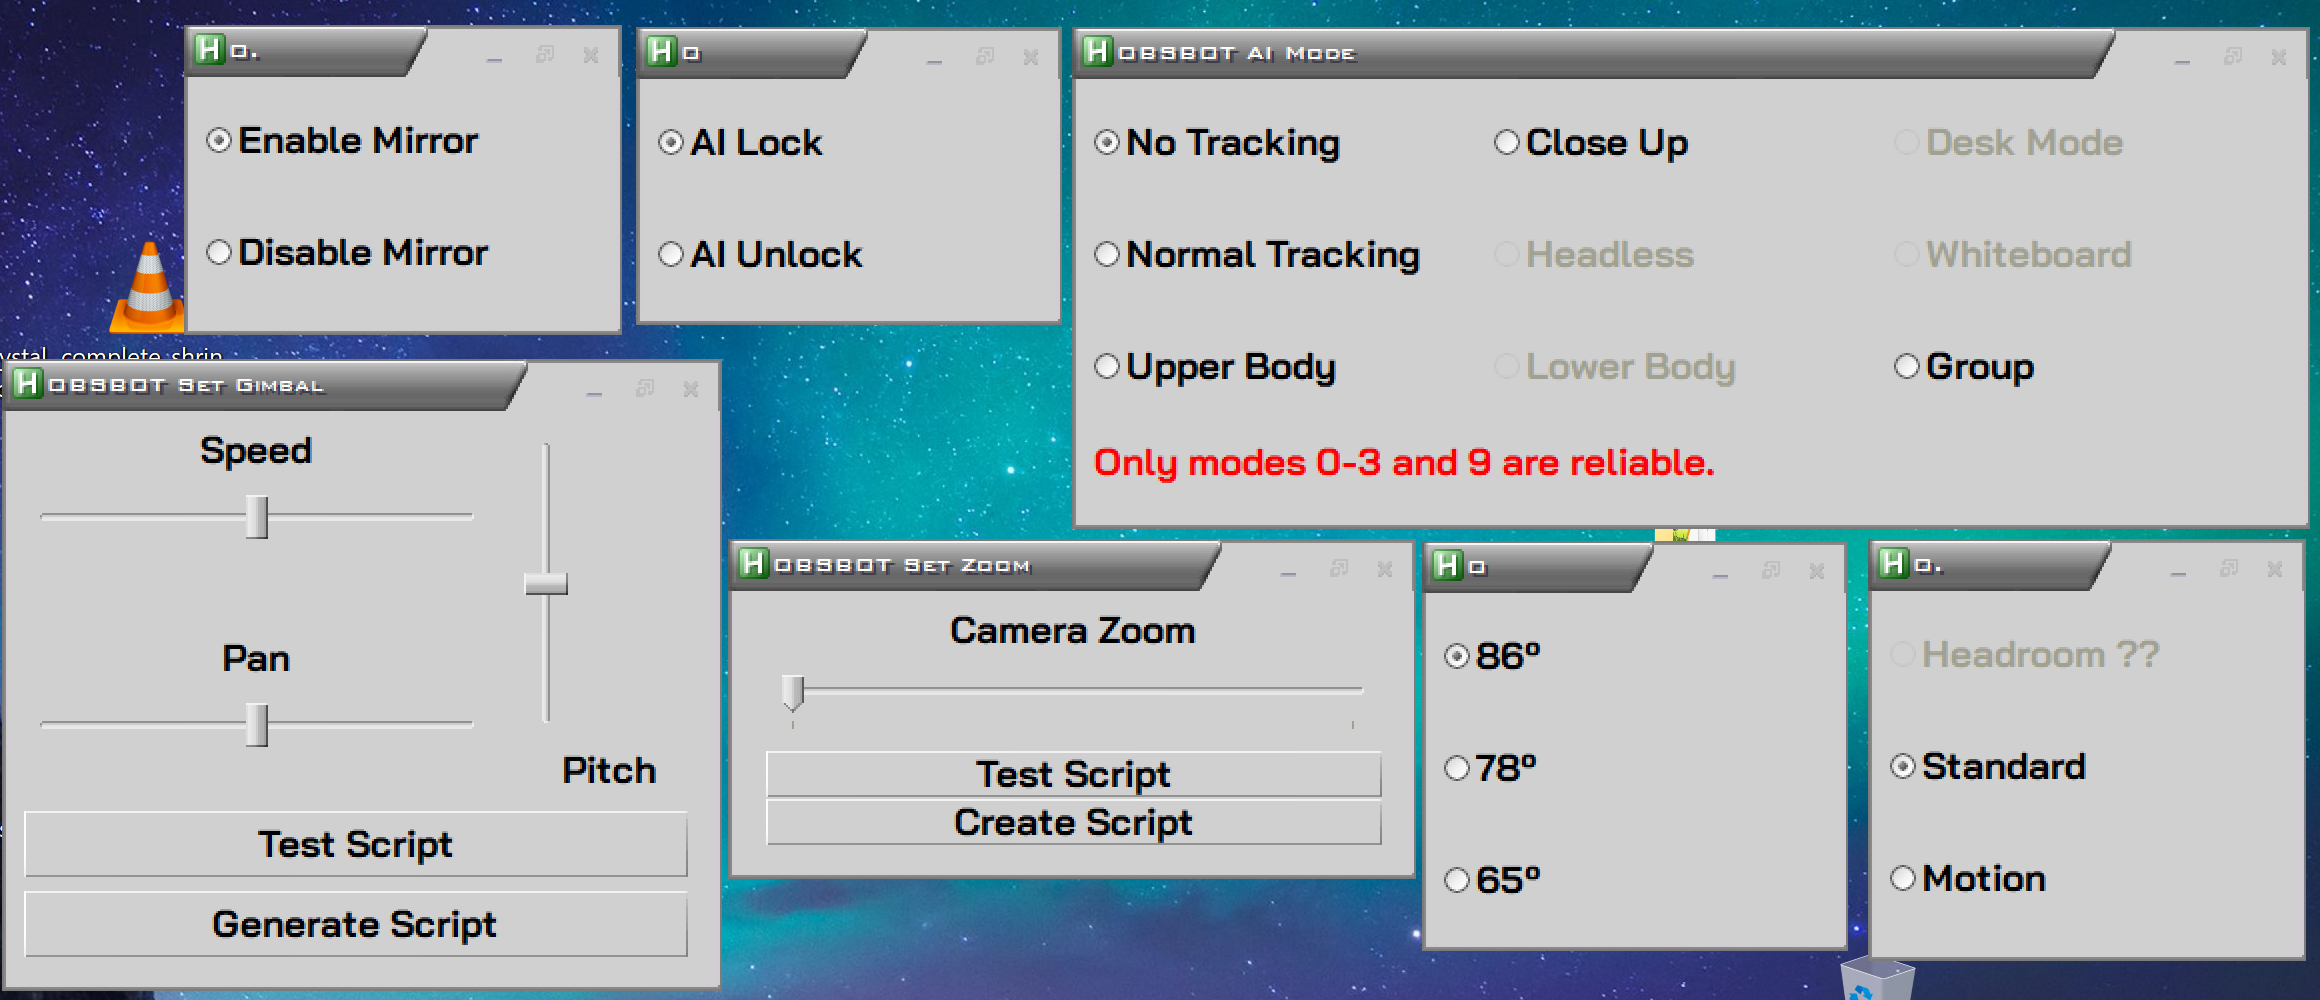 H O.
Enable Mirror
Disable Mirror
H O
AI Lock
AI Unlock
H OBSBOT AI Mode
No Tracking
Close Up
Desk Mode
Normal Tracking
Headless
Whiteboard
Upper Body
Lower Body
Group
Only modes 0-3 and 9 are reliable.
ystal_complete_shrin
H OBSBOT Set Gimbal
Speed
Pan
Pitch
Test Script
Generate Script
H OBSBOT Set Zoom
Camera Zoom
Test Script
Create Script
H O
86º
78º
65º
H O.
Headroom ??
Standard
Motion